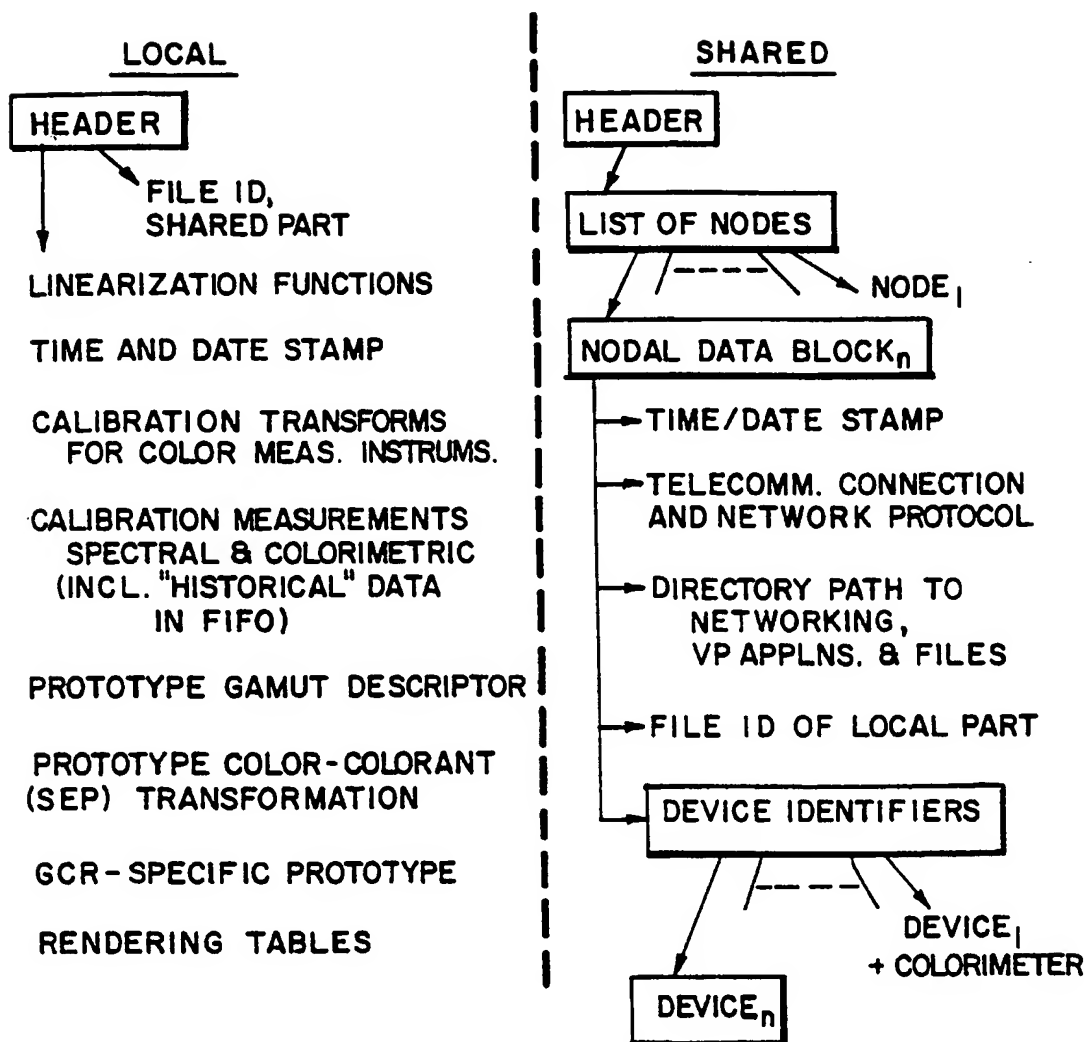 LOCAL
HEADER
FILE ID,
SHARED PART
LINEARIZATION FUNCTIONS
TIME AND DATE STAMP
CALIBRATION TRANSFORMS
FOR COLOR MEAS. INSTRUMS.
CALIBRATION MEASUREMENTS
SPECTRAL & COLORIMETRIC
(INCL. "HISTORICAL" DATA
IN FIFO)
PROTOTYPE GAMUT DESCRIPTOR
PROTOTYPE COLOR-COLORANT
(SEP) TRANSFORMATION
GCR-SPECIFIC PROTOTYPE
RENDERING TABLES
SHARED
HEADER
LIST OF NODES
NODE1
NODAL DATA BLOCKn
TIME/DATE STAMP
TELECOMM. CONNECTION
AND NETWORK PROTOCOL
DIRECTORY PATH TO
NETWORKING,
VP APPLNS. & FILES
FILE ID OF LOCAL PART
DEVICE IDENTIFIERS
DEVICE1
+ COLORIMETER
DEVICEn